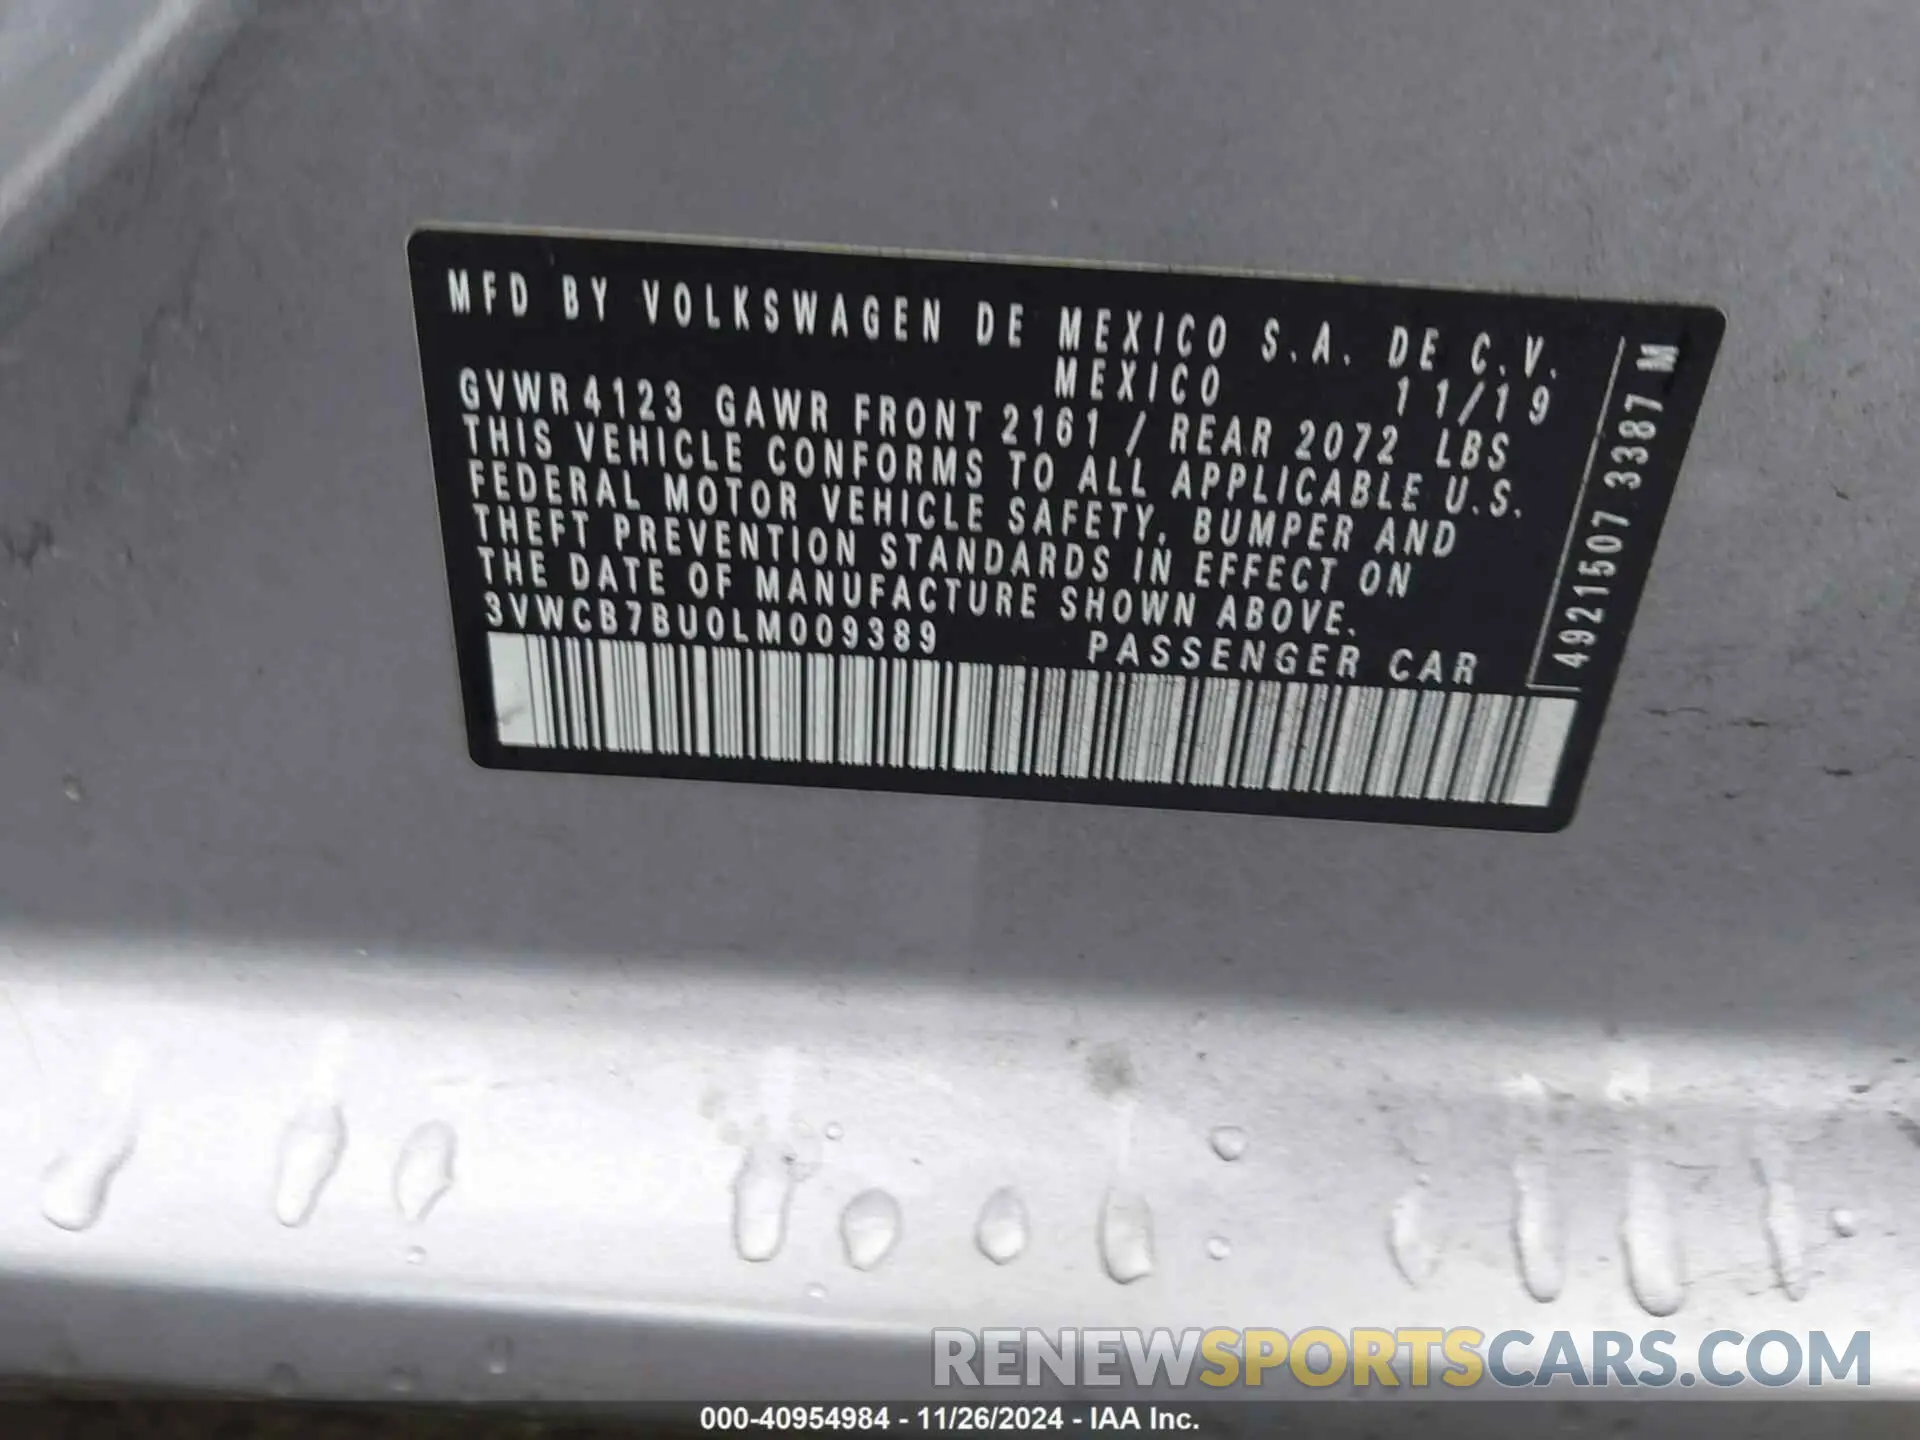 MFD BY VOLKSWAGEN DE MEXICO S.A. DE C.V.
MEXICO 11/19
GVWR 4123 GAWR FRONT 2161 / REAR 2072 LBS
THIS VEHICLE CONFORMS TO ALL APPLICABLE U.S.
FEDERAL MOTOR VEHICLE SAFETY, BUMPER AND
THEFT PREVENTION STANDARDS IN EFFECT ON
THE DATE OF MANUFACTURE SHOWN ABOVE.
3VWCB7BU0LM009389 PASSENGER CAR
4921507 3387 M
RENEWSPORTSCARS.COM
000-40954984 - 11/26/2024 - IAA Inc.